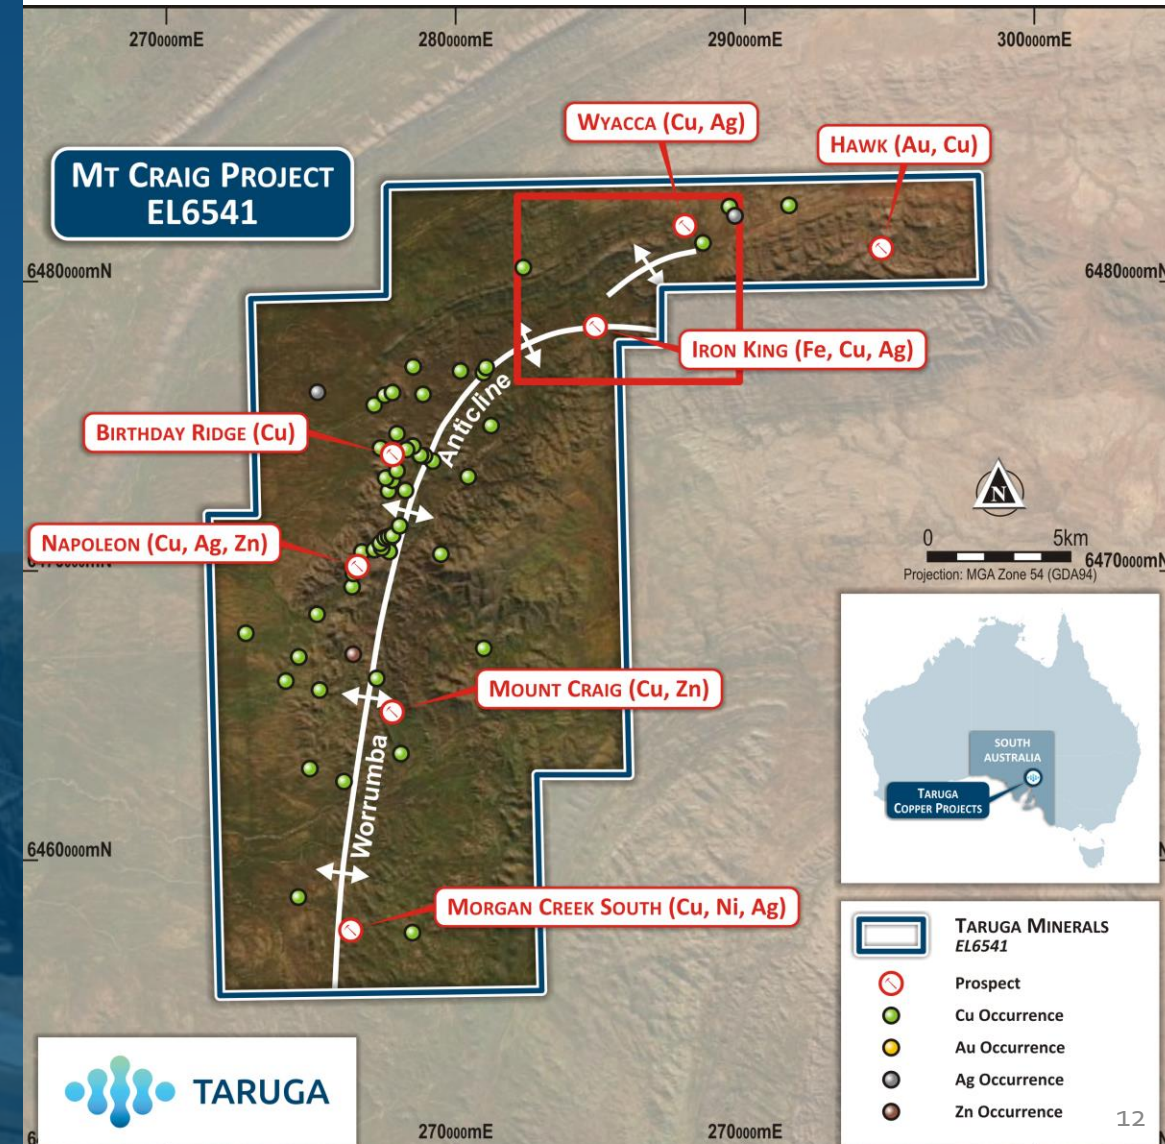 270000mE
280000mE
290000mE
300000mE
WYACCA (Cu, Ag)
HAWK (Au, Cu)
MT CRAIG PROJECT
EL6541
6480000mN
6480000mN
IRON KING (Fe, Cu, Ag)
Anticline
BIRTHDAY RIDGE (Cu)
N
NAPOLEON (Cu, Ag, Zn)
0
5km
6470000mN
Projection: MGA Zone 54 (GDA94)
MOUNT CRAIG (Cu, Zn)
SOUTH
AUSTRALIA
TARUGA
COPPER PROJECTS
Worrumba
6460000mN
MORGAN CREEK SOUTH (Cu, Ni, Ag)
TARUGA MINERALS
EL6541
Prospect
Cu Occurrence
Au Occurrence
Ag Occurrence
Zn Occurrence
TARUGA
270000mE
270000mE
12